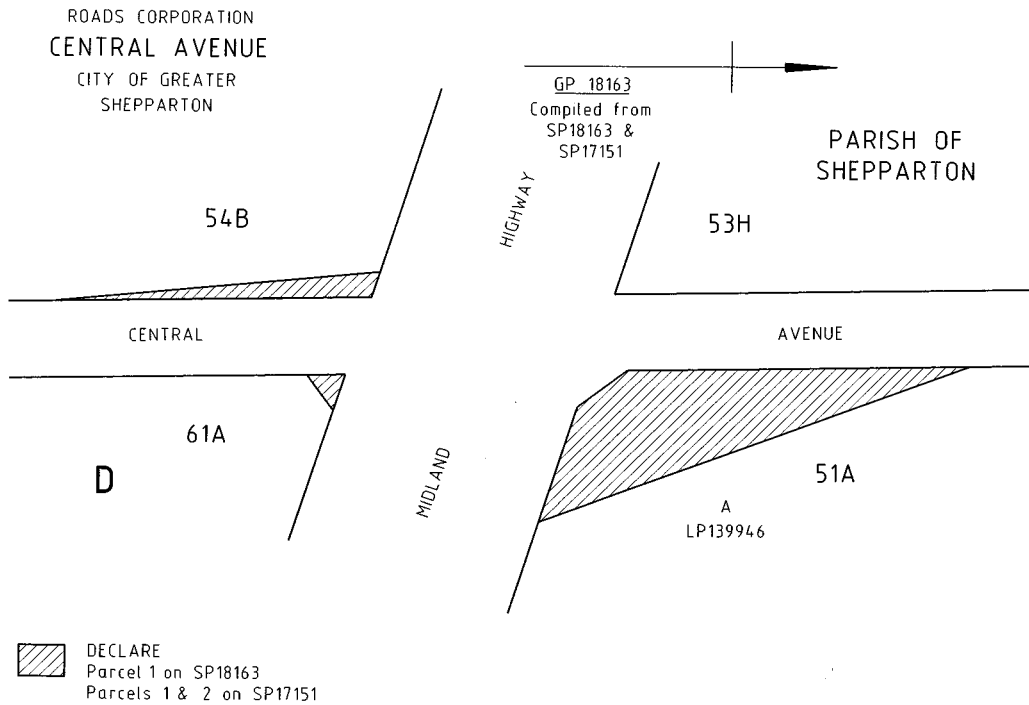 ROADS CORPORATION
CENTRAL AVENUE
CITY OF GREATER
SHEPPARTON
GP 18163
Compiled from
SP18163 &
SP17151
PARISH OF
SHEPPARTON
HIGHWAY
54B
53H
CENTRAL
AVENUE
61A
D
MIDLAND
51A
A
LP139946
DECLARE
Parcel 1 on SP18163
Parcels 1 & 2 on SP17151